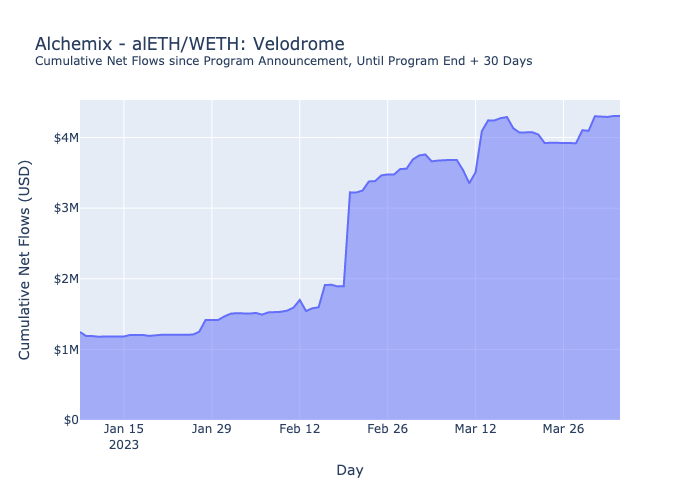 Alchemix - alETH/WETH: Velodrome
Cumulative Net Flows since Program Announcement, Until Program End + 30 Days
Cumulative Net Flows (USD)
$4M
$3M
$2M
$1M
$0
Jan 15 Jan 29 Feb 12 Feb 26 Mar 12 Mar 26
2023
Day